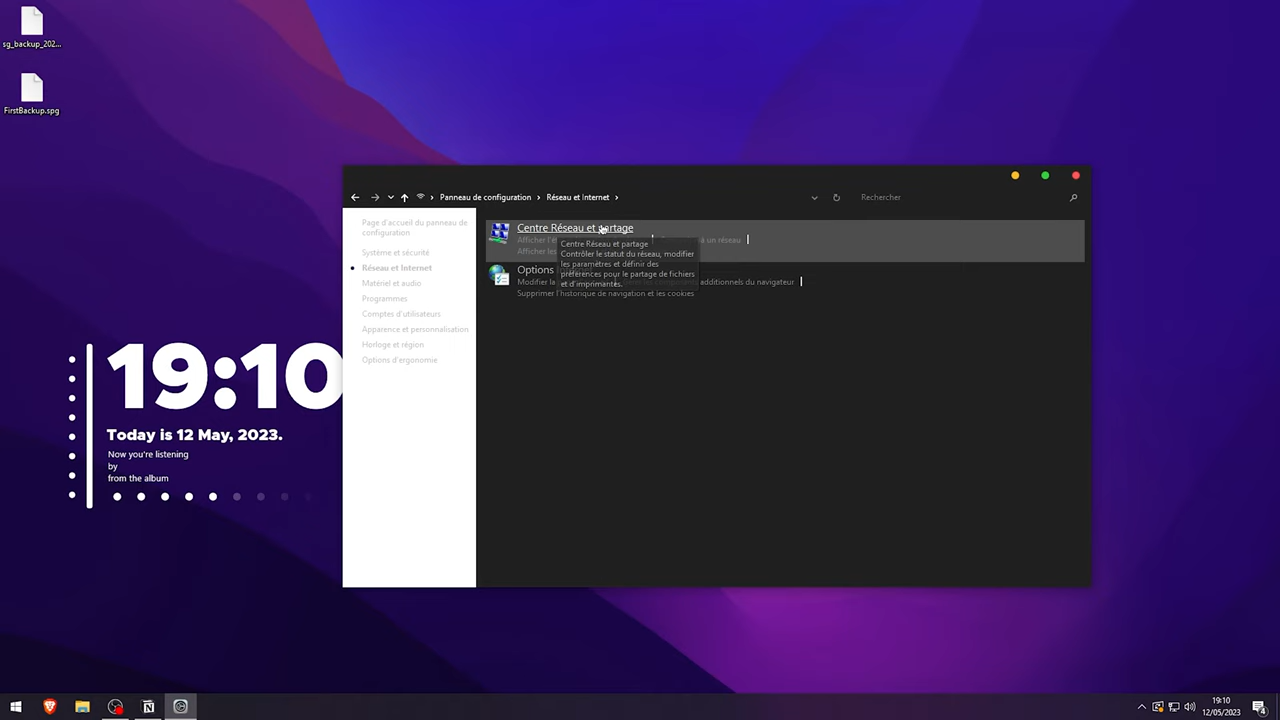 sg_backup_202...
FirstBackup.spg
Panneau de configuration
Réseau et Internet
Rechercher
Page d'accueil du panneau de
configuration
Système et sécurité
Réseau et Internet
Matériel et audio
Programmes
Comptes d'utilisateurs
Apparence et personnalisation
Horloge et région
Options d'ergonomie
Centre Réseau et partage
Afficher un réseau
Afficher les
Centre Réseau et partage
Contrôler le statut du réseau, modifier
les paramètres et définir des
préférences pour le partage de fichiers
et d'imprimantes.
Options
Modifier la additionnels du navigateur
Supprimer l'historique de navigation et les cookies
19:10
Today is 12 May, 2023.
Now you're listening
by
from the album
19:10
12/05/2023